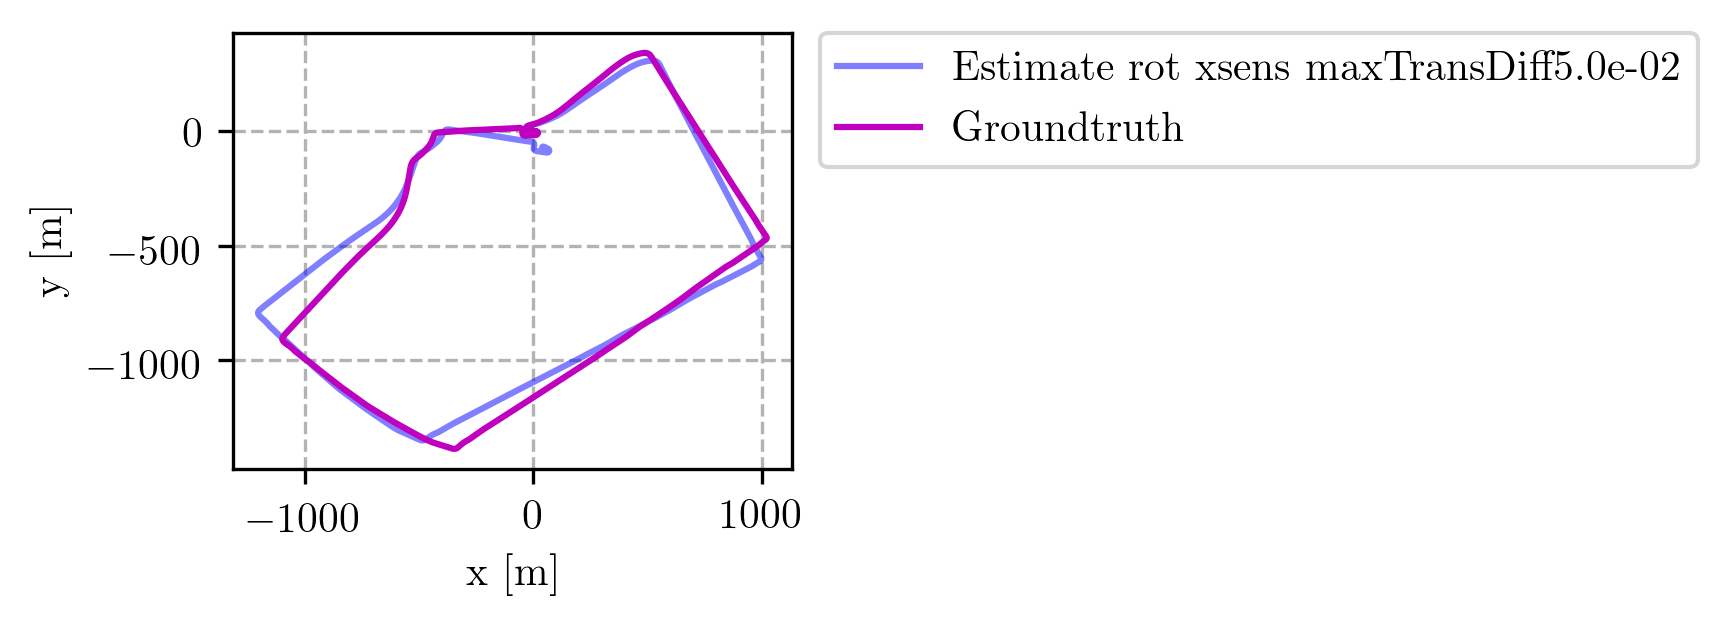 Estimate rot xsens maxTransDiff5.0e-02
Groundtruth
0
−500
−1000
y [m]
−1000
0
1000
x [m]